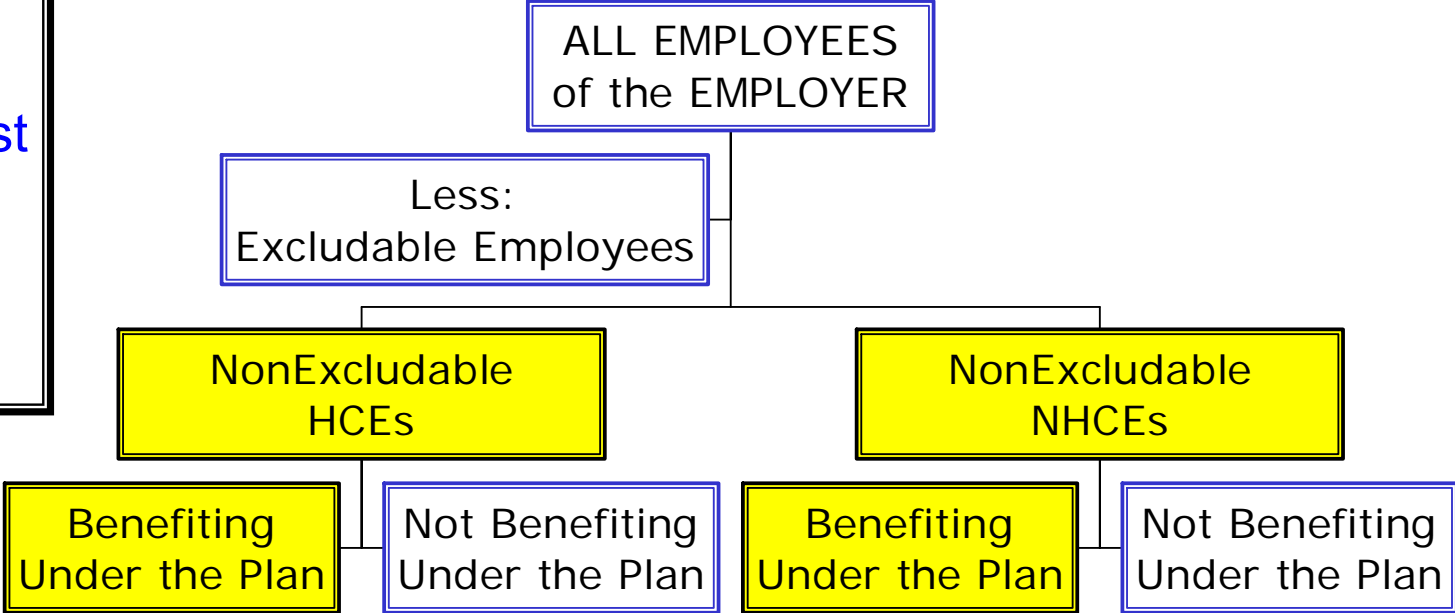 ALL EMPLOYEES
of the EMPLOYER
st
Less:
Excludable Employees
NonExcludable
HCEs
NonExcludable
NHCEs
Benefiting
Under the Plan
Not Benefiting
Under the Plan
Benefiting
Under the Plan
Not Benefiting
Under the Plan